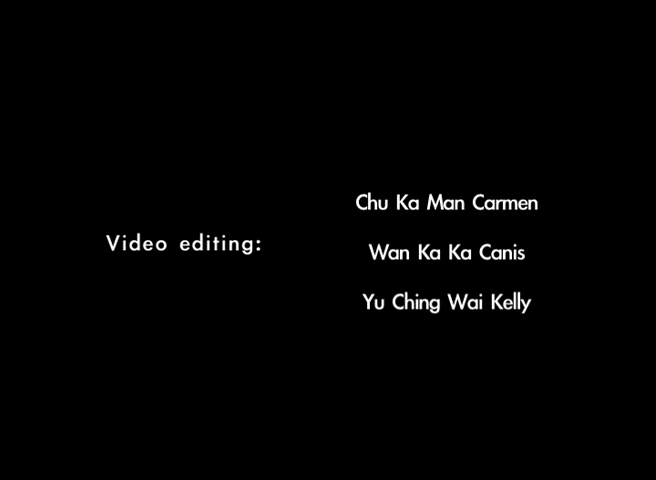 Video editing:
Chu Ka Man Carmen
Wan Ka Ka Canis
Yu Ching Wai Kelly